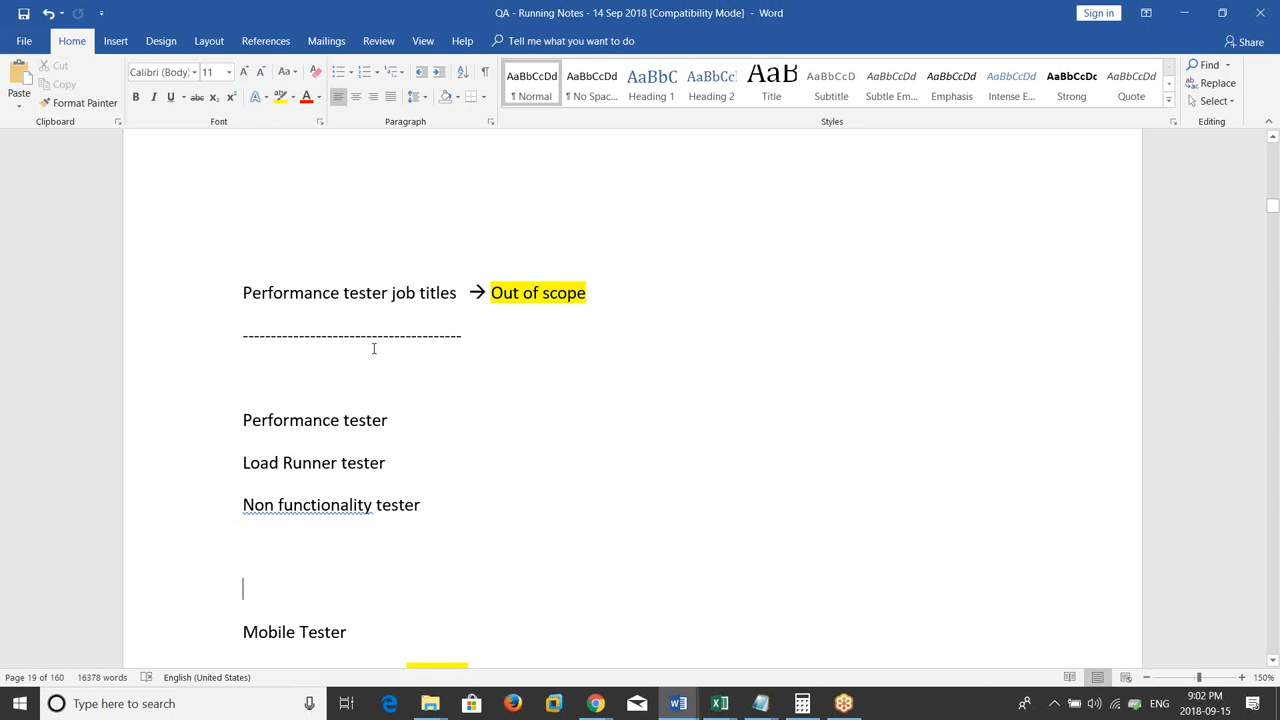 QA - Running Notes - 14 Sep 2018 [Compatibility Mode] - Word
Sign in
File Home Insert Design Layout References Mailings Review View Help Tell me what you want to do Share
Paste
Cut
Copy
Format Painter
Clipboard
Calibri (Body) 11
Font
Paragraph
AaBbCcDd AaBbCcDd AaBbC AaBbCc AaB AaBbCcD AaBbCcDd AaBbCcDd AaBbCcDd AaBbCcDc AaBbCcDd
¶ Normal ¶ No Spac... Heading 1 Heading 2 Title Subtitle Subtle Em... Emphasis Intense E... Strong Quote
Styles
Find
Replace
Select
Editing
Performance tester job titles → Out of scope
---------------------------------------
Performance tester
Load Runner tester
Non functionality tester
Mobile Tester
Page 19 of 160 16378 words English (United States) 150%
Type here to search
ENG
9:02 PM
2018-09-15